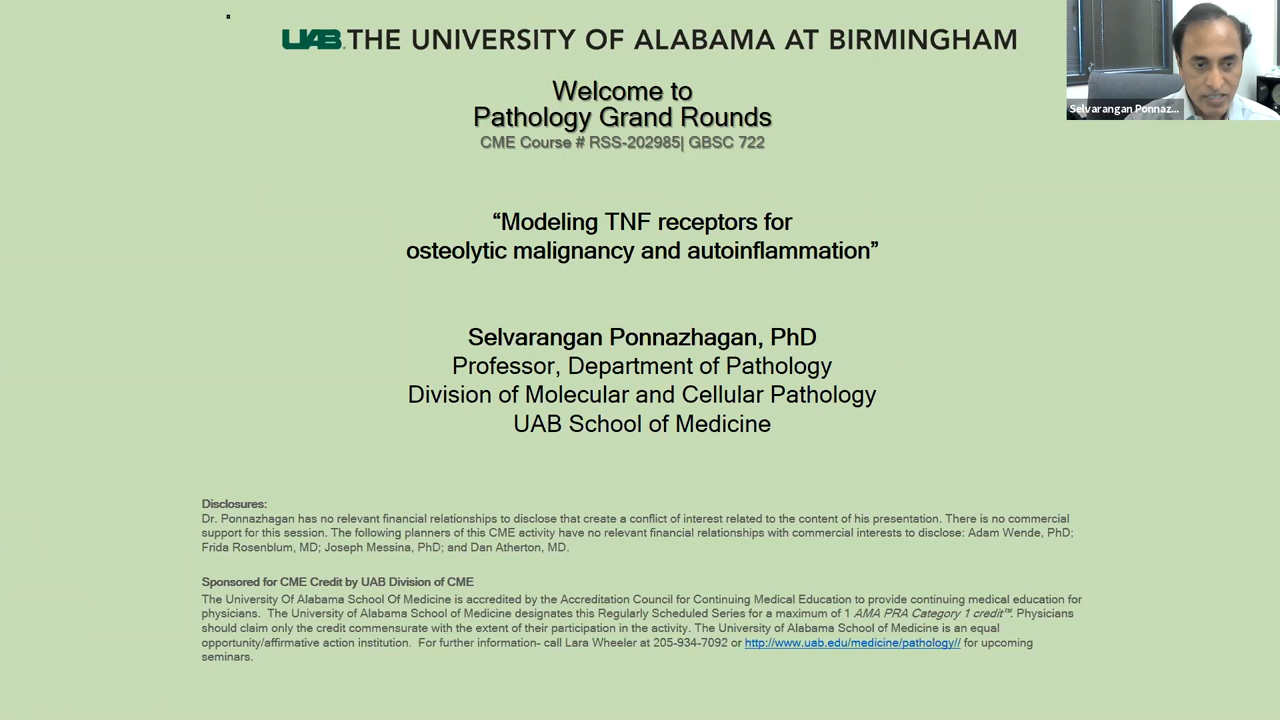 UAB THE UNIVERSITY OF ALABAMA AT BIRMINGHAM
Selvarangan Ponnaz...
Welcome to
Pathology Grand Rounds
CME Course # RSS-202985| GBSC 722
“Modeling TNF receptors for
osteolytic malignancy and autoinflammation”
Selvarangan Ponnazhagan, PhD
Professor, Department of Pathology
Division of Molecular and Cellular Pathology
UAB School of Medicine
Disclosures:
Dr. Ponnazhagan has no relevant financial relationships to disclose that create a conflict of interest related to the content of his presentation. There is no commercial
support for this session. The following planners of this CME activity have no relevant financial relationships with commercial interests to disclose: Adam Wende, PhD;
Frida Rosenblum, MD; Joseph Messina, PhD; and Dan Atherton, MD.
Sponsored for CME Credit by UAB Division of CME
The University Of Alabama School Of Medicine is accredited by the Accreditation Council for Continuing Medical Education to provide continuing medical education for
physicians. The University of Alabama School of Medicine designates this Regularly Scheduled Series for a maximum of 1 AMA PRA Category 1 credit™. Physicians
should claim only the credit commensurate with the extent of their participation in the activity. The University of Alabama School of Medicine is an equal
opportunity/affirmative action institution. For further information- call Lara Wheeler at 205-934-7092 or http://www.uab.edu/medicine/pathology// for upcoming
seminars.